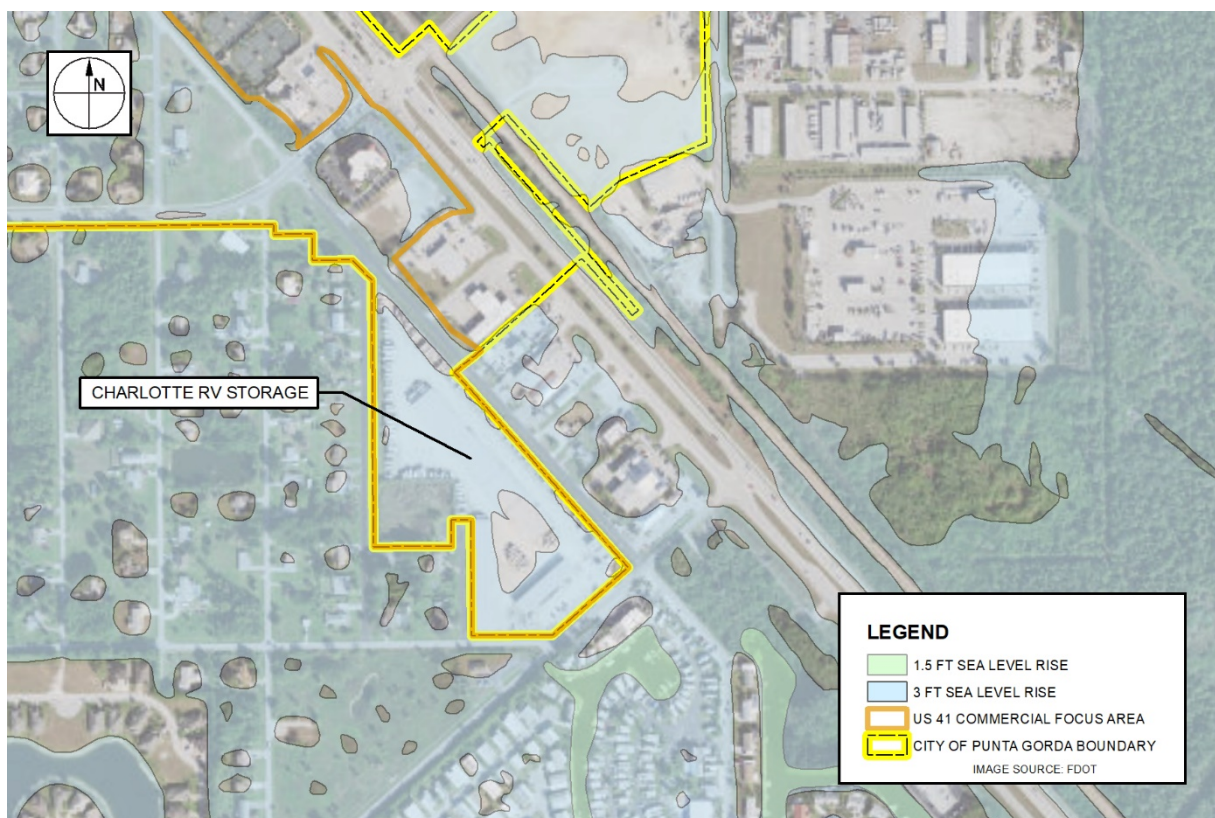 N
CHARLOTTE RV STORAGE
LEGEND
1.5 FT SEA LEVEL RISE
3 FT SEA LEVEL RISE
US 41 COMMERCIAL FOCUS AREA
CITY OF PUNTA GORDA BOUNDARY
IMAGE SOURCE: FDOT